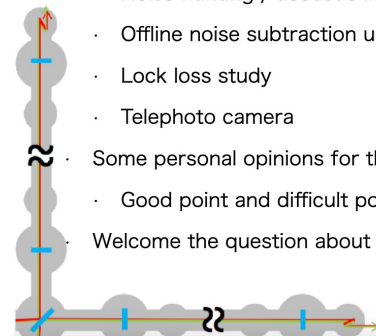 · Offline noise subtraction u
· Lock loss study
· Telephoto camera
· Some personal opinions for th
· Good point and difficult po
· Welcome the question about